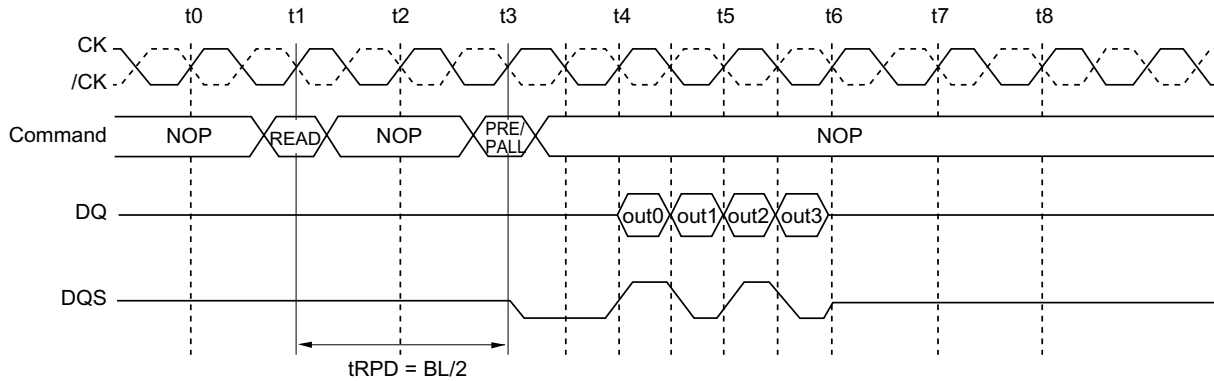 t0 t1 t2 t3 t4 t5 t6 t7 t8
CK
/CK
Command NOP READ NOP PRE/
PALL NOP
DQ out0 out1 out2 out3
DQS
tRPD = BL/2